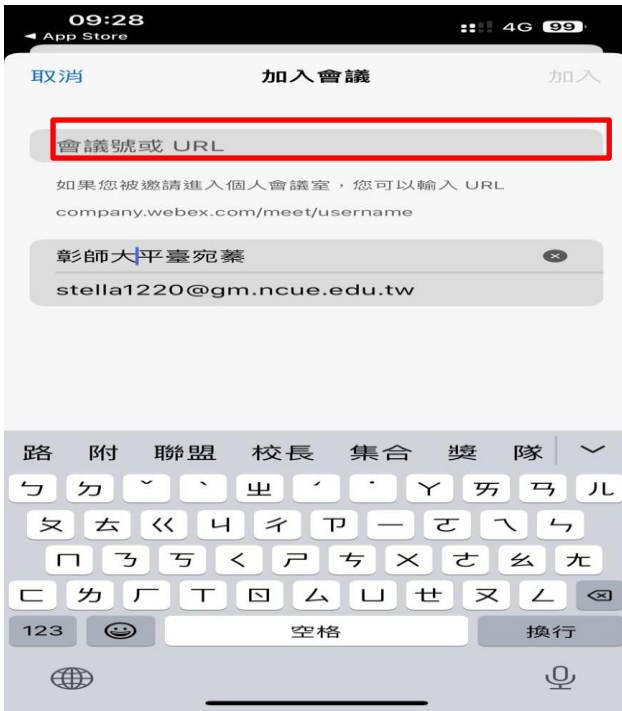 09:28
4G 99
◀ App Store
取消 加入會議 加入
會議號或 URL
如果您被邀請進入個人會議室，您可以輸入 URL
company.webex.com/meet/username
彰師大平臺宛蓁
stella1220@gm.ncue.edu.tw
路 附 聯盟 校長 集合 獎 隊
ㄅ ㄉ ˇ ˋ ㄓ ˊ ˙ ㄚ ㄞ ㄢ ㄦ
ㄆ ㄊ ㄍ ㄐ ㄔ ㄗ ㄧ ㄛ ㄟ ㄣ
ㄇ ㄋ ㄎ ㄑ ㄕ ㄘ ㄨ ㄜ ㄠ ㄤ
ㄈ ㄌ ㄏ ㄒ ㄖ ㄙ ㄩ ㄝ ㄡ ㄥ
123 空格 換行